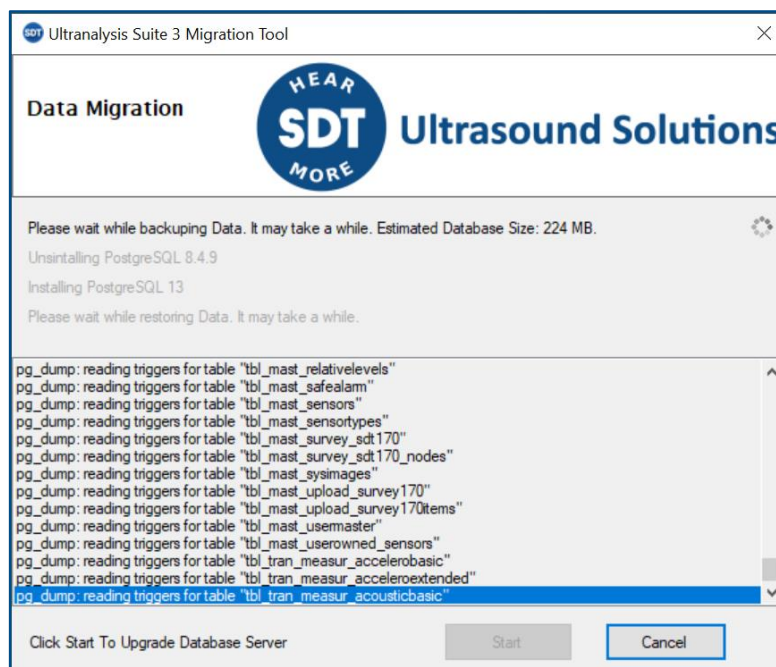 SDT Ultranalysis Suite 3 Migration Tool
Data Migration
HEAR
SDT
MORE
Ultrasound Solutions
Please wait while backuping Data. It may take a while. Estimated Database Size: 224 MB.
Unsintalling PostgreSQL 8.4.9
Installing PostgreSQL 13
Please wait while restoring Data. It may take a while.
pg_dump: reading triggers for table "tbl_mast_relativelevels"
pg_dump: reading triggers for table "tbl_mast_safealarm"
pg_dump: reading triggers for table "tbl_mast_sensors"
pg_dump: reading triggers for table "tbl_mast_sensortypes"
pg_dump: reading triggers for table "tbl_mast_survey_sdt170"
pg_dump: reading triggers for table "tbl_mast_survey_sdt170_nodes"
pg_dump: reading triggers for table "tbl_mast_sysimages"
pg_dump: reading triggers for table "tbl_mast_upload_survey170"
pg_dump: reading triggers for table "tbl_mast_upload_survey170items"
pg_dump: reading triggers for table "tbl_mast_usermaster"
pg_dump: reading triggers for table "tbl_mast_userowned_sensors"
pg_dump: reading triggers for table "tbl_tran_measur_accelerobasic"
pg_dump: reading triggers for table "tbl_tran_measur_acceleroextended"
pg_dump: reading triggers for table "tbl_tran_measur_acousticbasic"
Click Start To Upgrade Database Server
Start
Cancel